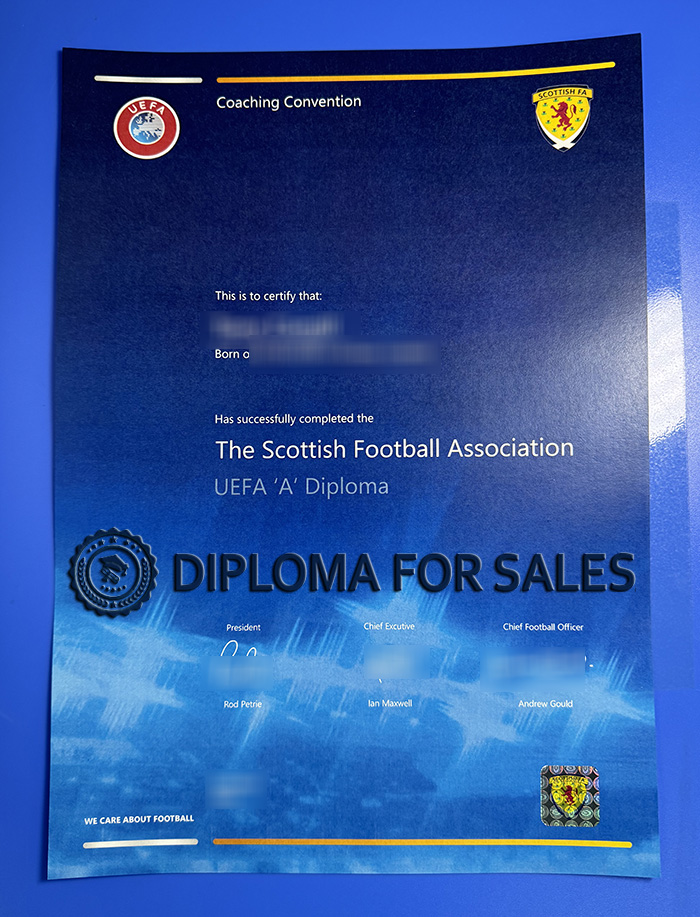 UEFA
Coaching Convention
SCOTTISH FA
This is to certify that:
Born o
Has successfully completed the
The Scottish Football Association
UEFA ‘A’ Diploma
DIPLOMA FOR SALES
President
Chief Excutive
Chief Football Officer
Rod Petrie
Ian Maxwell
Andrew Gould
WE CARE ABOUT FOOTBALL